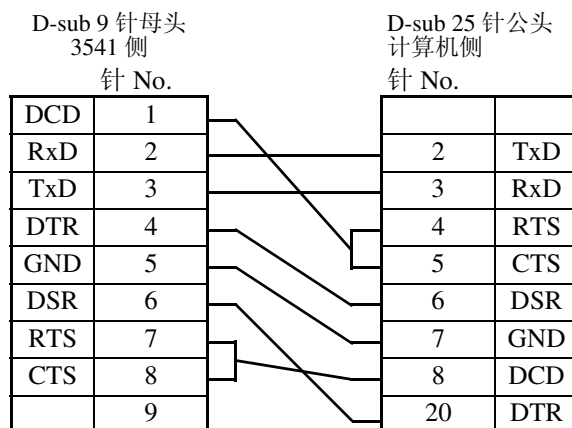 D-sub 9 针母头 D-sub 25 针公头
3541 侧 计算机侧
针 No. 针 No.
DCD 1
RxD 2 2 TxD
TxD 3 3 RxD
DTR 4 4 RTS
GND 5 5 CTS
DSR 6 6 DSR
RTS 7 7 GND
CTS 8 8 DCD
9 20 DTR